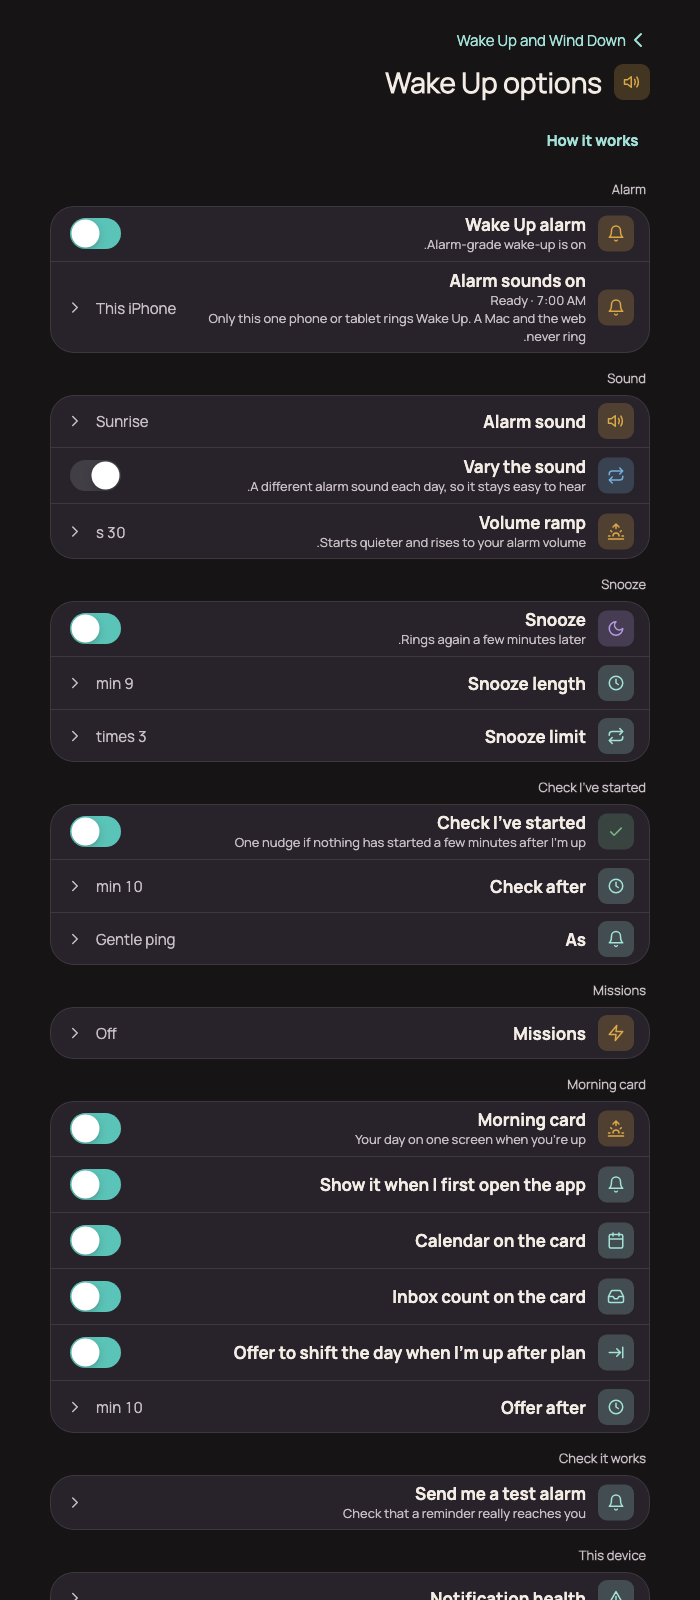 Wake Up and Wind Down
Wake Up options
How it works
Alarm
Wake Up alarm
.Alarm-grade wake-up is on
Alarm sounds on
Ready · 7:00 AM
Only this one phone or tablet rings Wake Up. A Mac and the web
.never ring
This iPhone
Sound
Alarm sound
Sunrise
Vary the sound
.A different alarm sound each day, so it stays easy to hear
Volume ramp
.Starts quieter and rises to your alarm volume
s 30
Snooze
Snooze
.Rings again a few minutes later
Snooze length
min 9
Snooze limit
times 3
Check I've started
Check I've started
One nudge if nothing has started a few minutes after I'm up
Check after
min 10
As
Gentle ping
Missions
Missions
Off
Morning card
Morning card
Your day on one screen when you're up
Show it when I first open the app
Calendar on the card
Inbox count on the card
Offer to shift the day when I'm up after plan
Offer after
min 10
Check it works
Send me a test alarm
Check that a reminder really reaches you
This device
Notification health